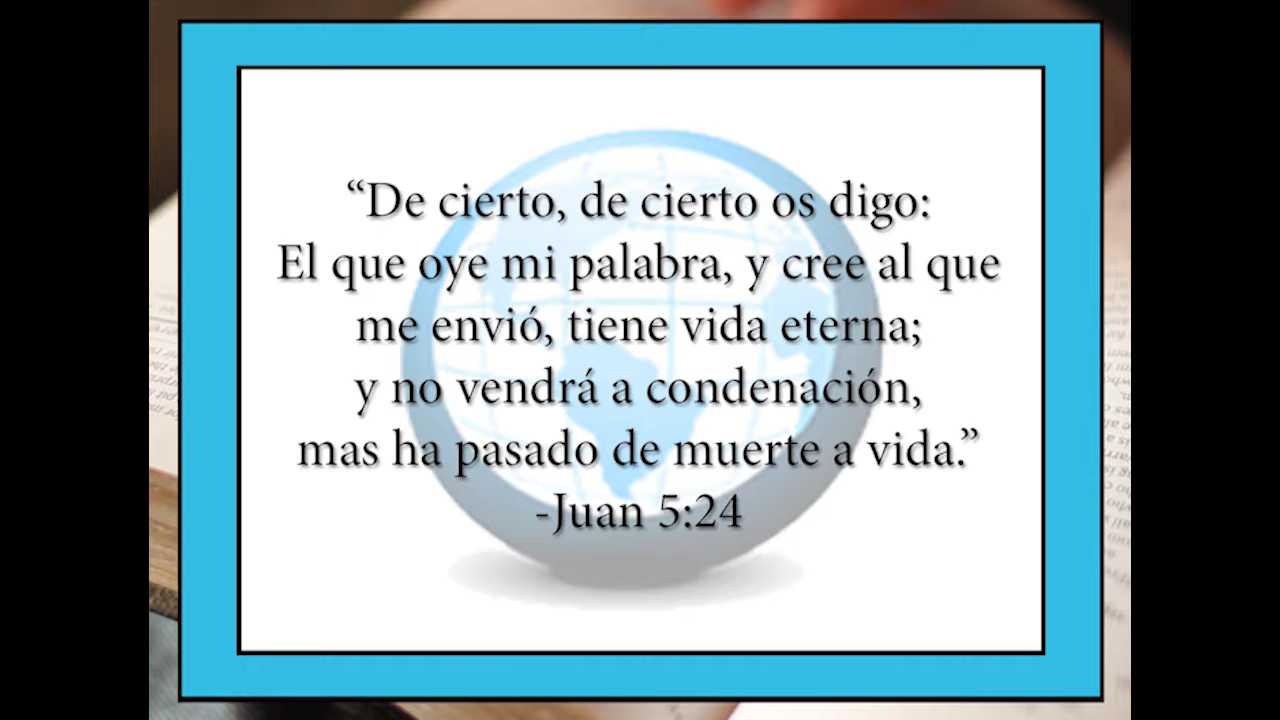 “De cierto, de cierto os digo:
El que oye mi palabra, y cree al que
me envió, tiene vida eterna;
y no vendrá a condenación,
mas ha pasado de muerte a vida.”
-Juan 5:24